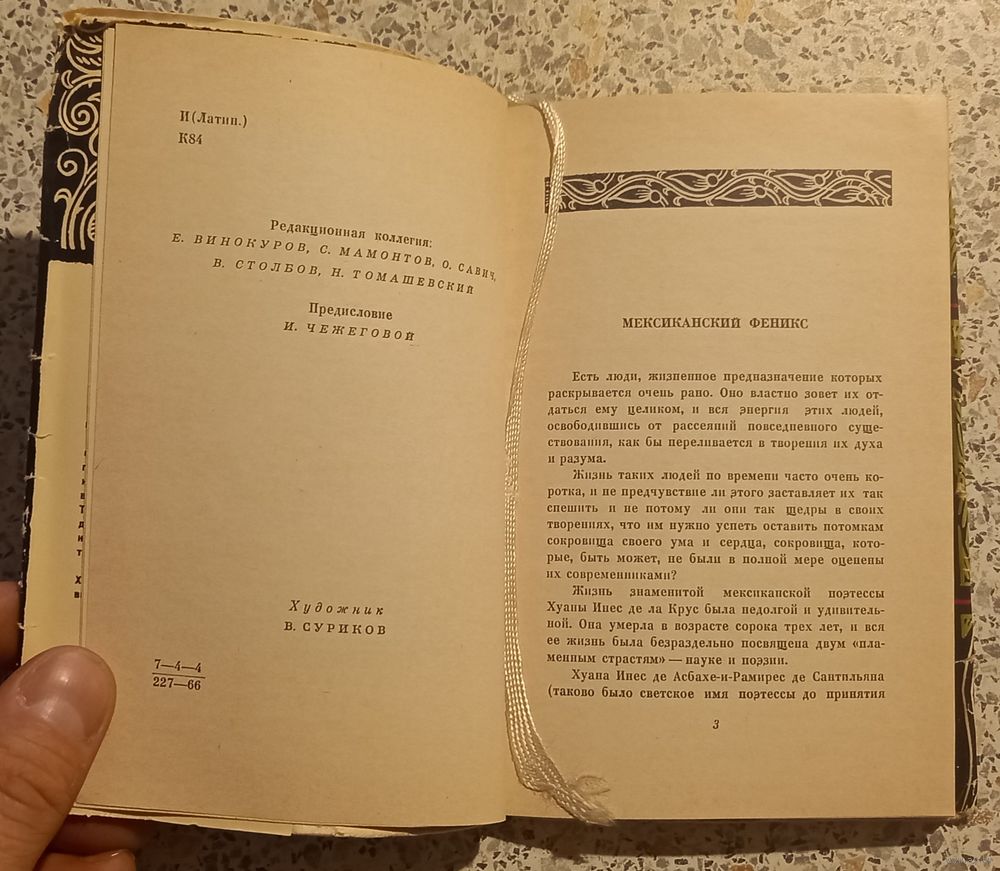 И(Латин.)
К84
Редакционная коллегия:
Е. ВИНОКУРОВ, С. МАМОНТОВ, О. САВИЧ,
В. СТОЛБОВ, Н. ТОМАШЕВСКИЙ
Предисловие
И. ЧЕЖЕГОВОЙ
Художник
В. СУРИКОВ
7—4—4
227—66
МЕКСИКАНСКИЙ ФЕНИКС
Есть люди, жизненное предназначение которых
раскрывается очень рано. Оно властно зовет их от-
даться ему целиком, и вся энергия этих людей,
освободившись от рассеяний повседневного суще-
ствования, как бы переливается в творения их духа
и разума.
Жизнь таких людей по времени часто очень ко-
ротка, и не предчувствие ли этого заставляет их так
спешить и не потому ли они так щедры в своих
творениях, что им нужно успеть оставить потомкам
сокровища своего ума и сердца, сокровища, кото-
рые, быть может, не были в полной мере оценены
их современниками?
Жизнь знаменитой мексиканской поэтессы
Хуаны Инес де ла Крус была недолгой и удивитель-
ной. Она умерла в возрасте сорока трех лет, и вся
ее жизнь была безраздельно посвящена двум «пла-
менным страстям» — науке и поэзии.
Хуана Инес де Асбахе-и-Рамирес де Сантильяна
(таково было светское имя поэтессы до принятия
3